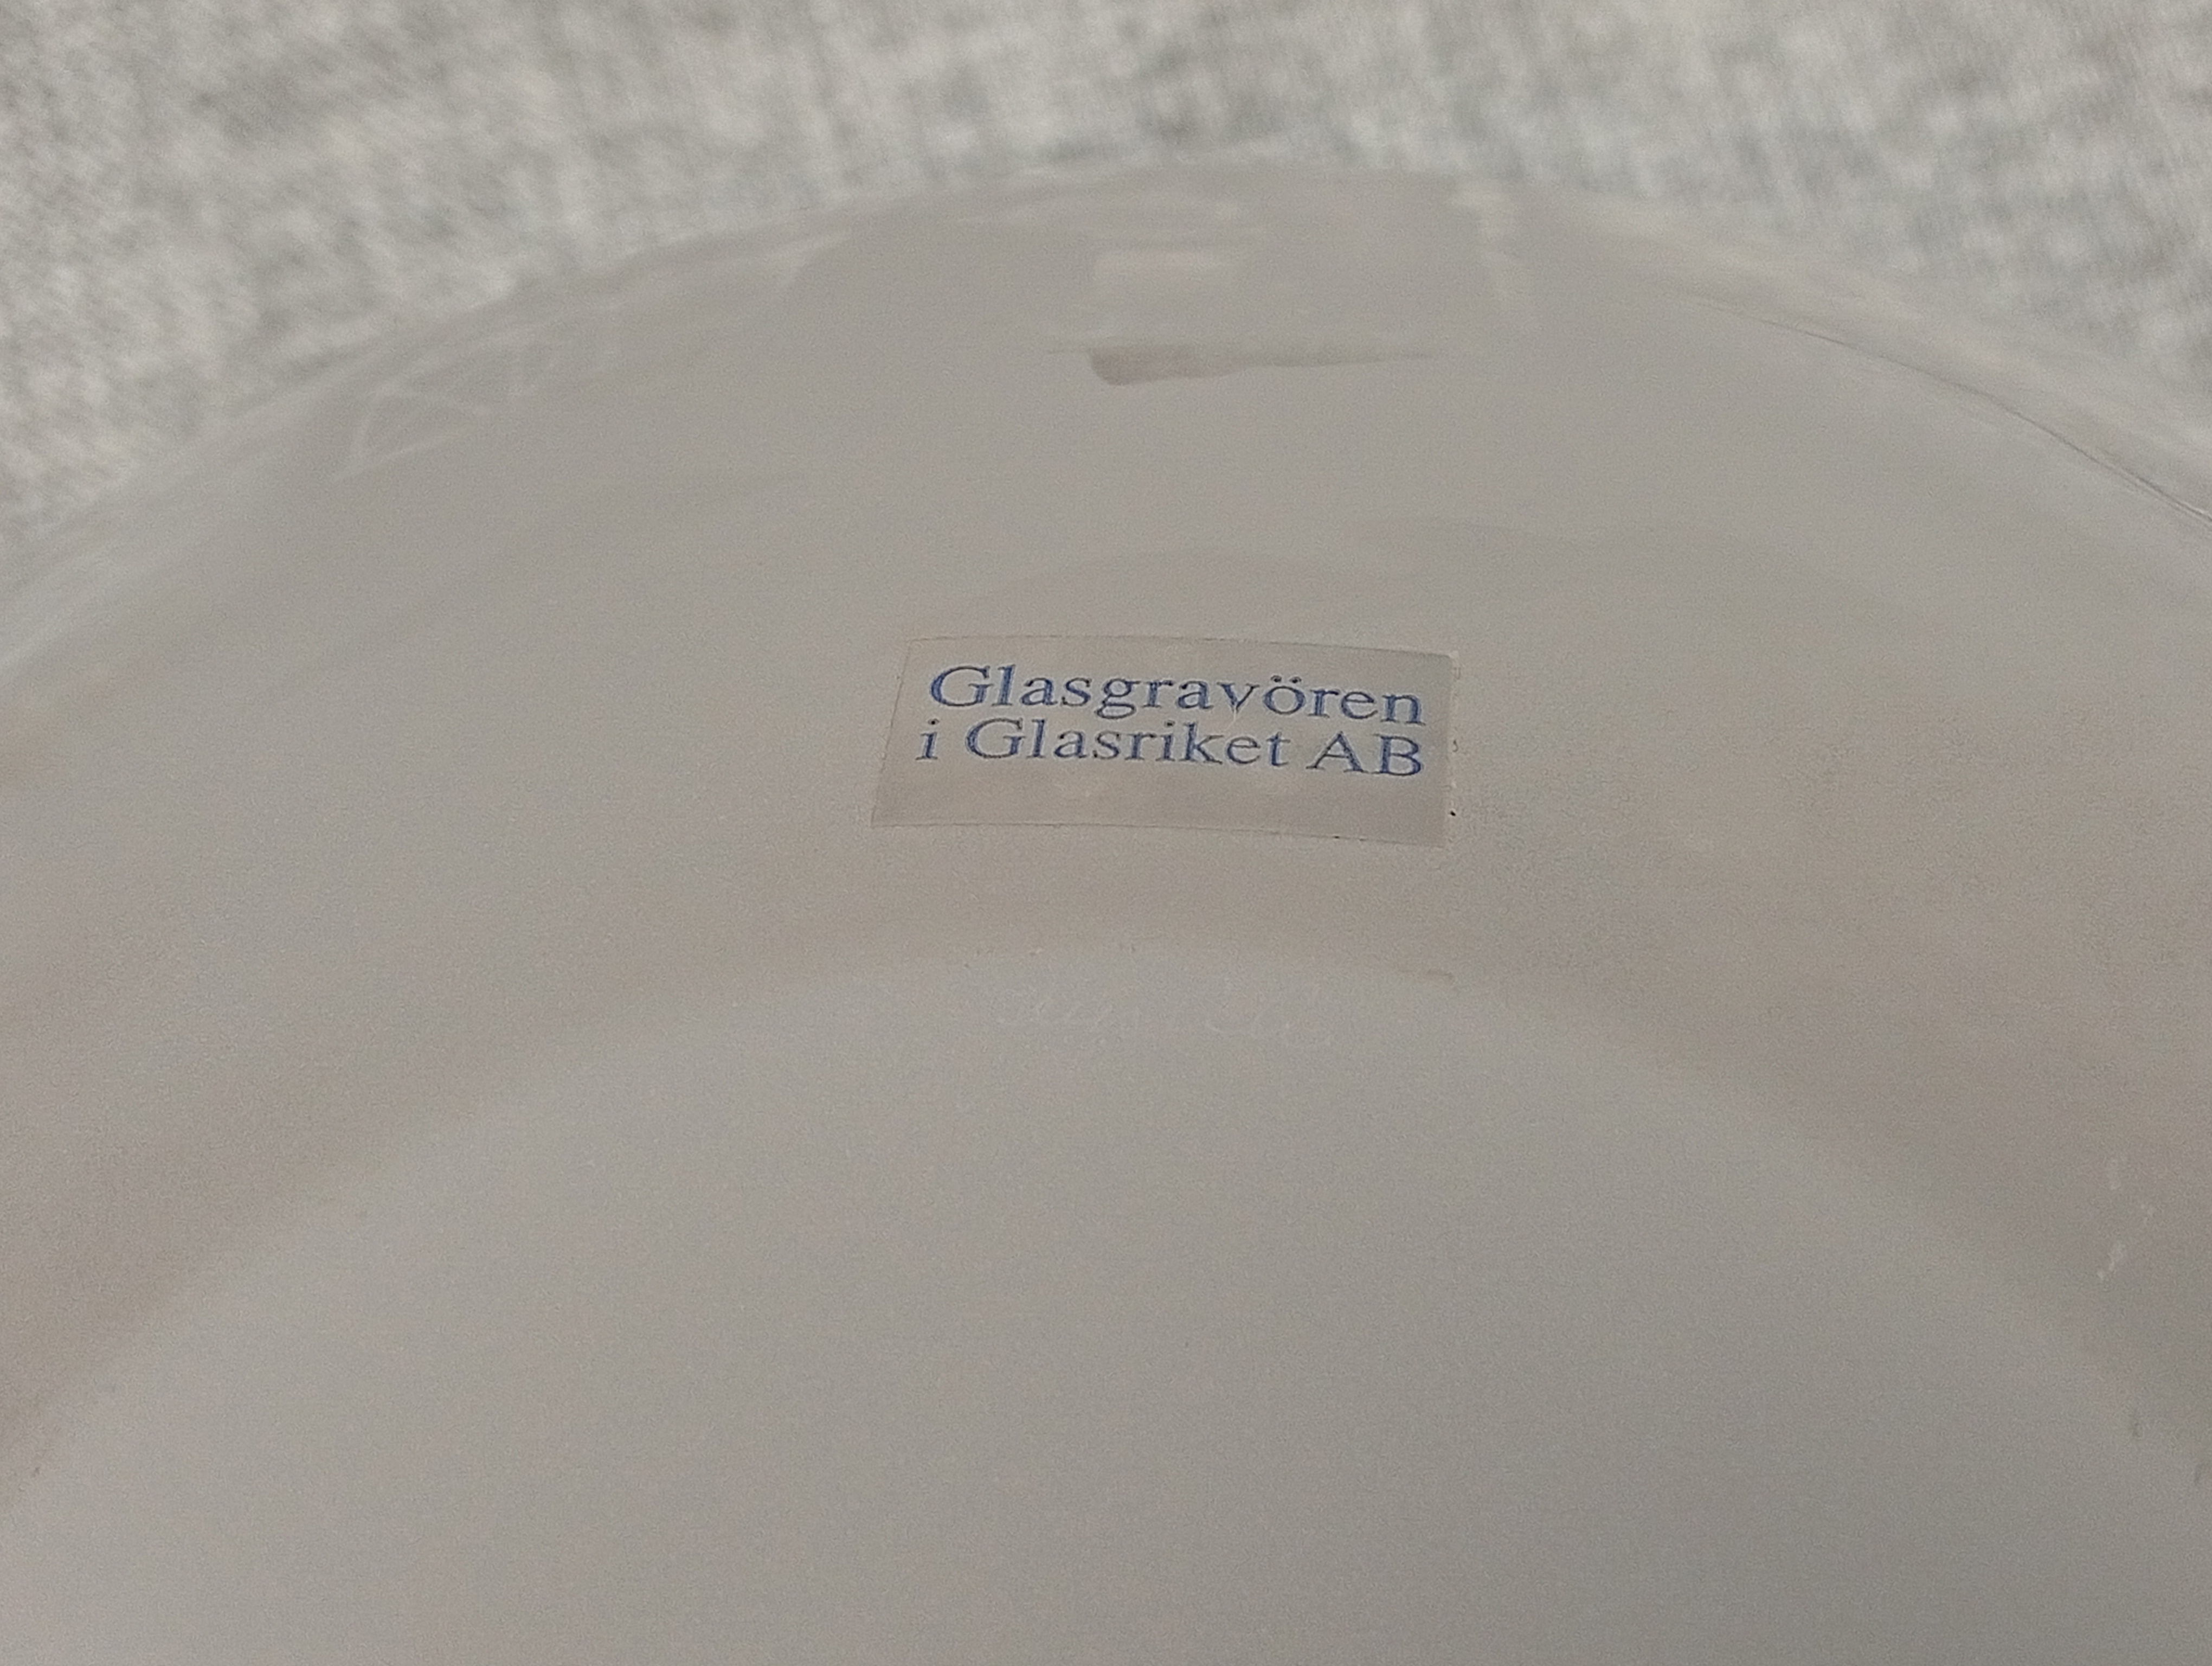 Glasgravören
i Glasriket AB